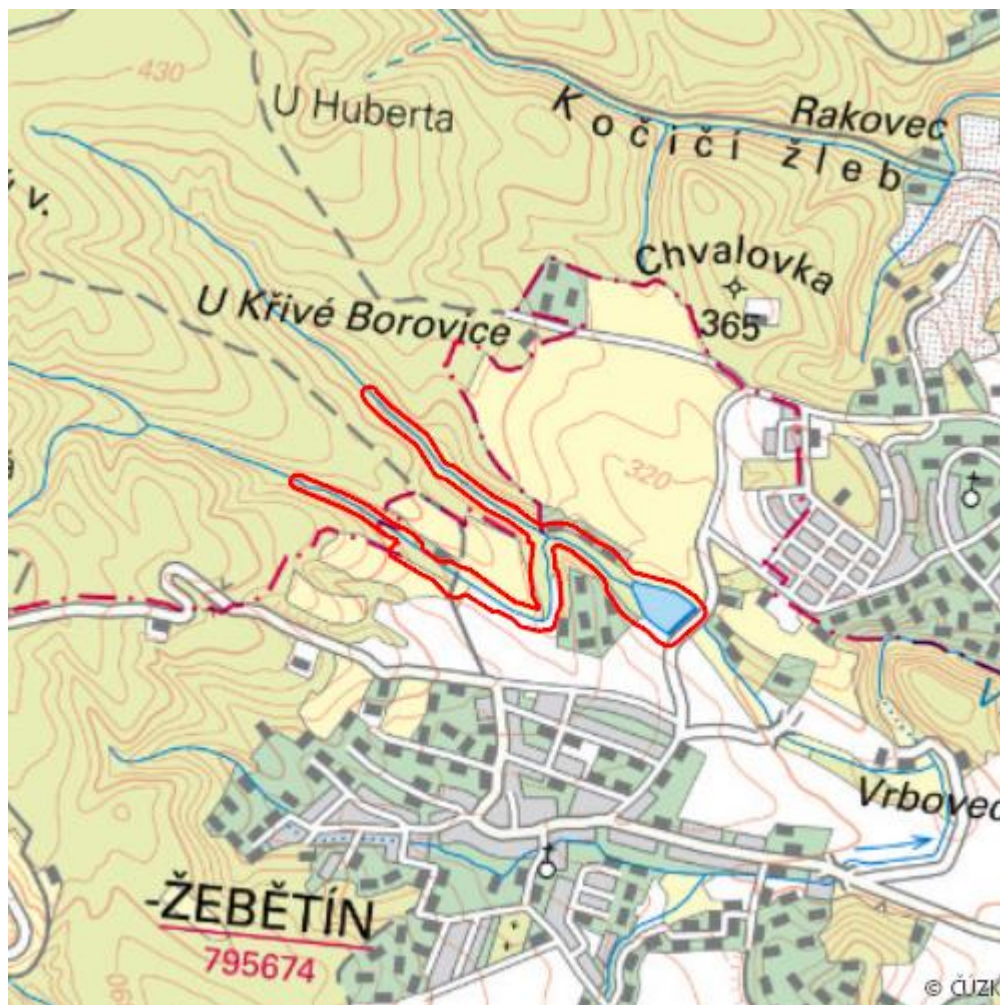 430
U Huberta
Kočičí žleb
Rakovec
v.
Chvalovka
365
U Křivé Borovice
320
Vrbovec
-ŽEBĚTÍN
795674
© ČÚZK